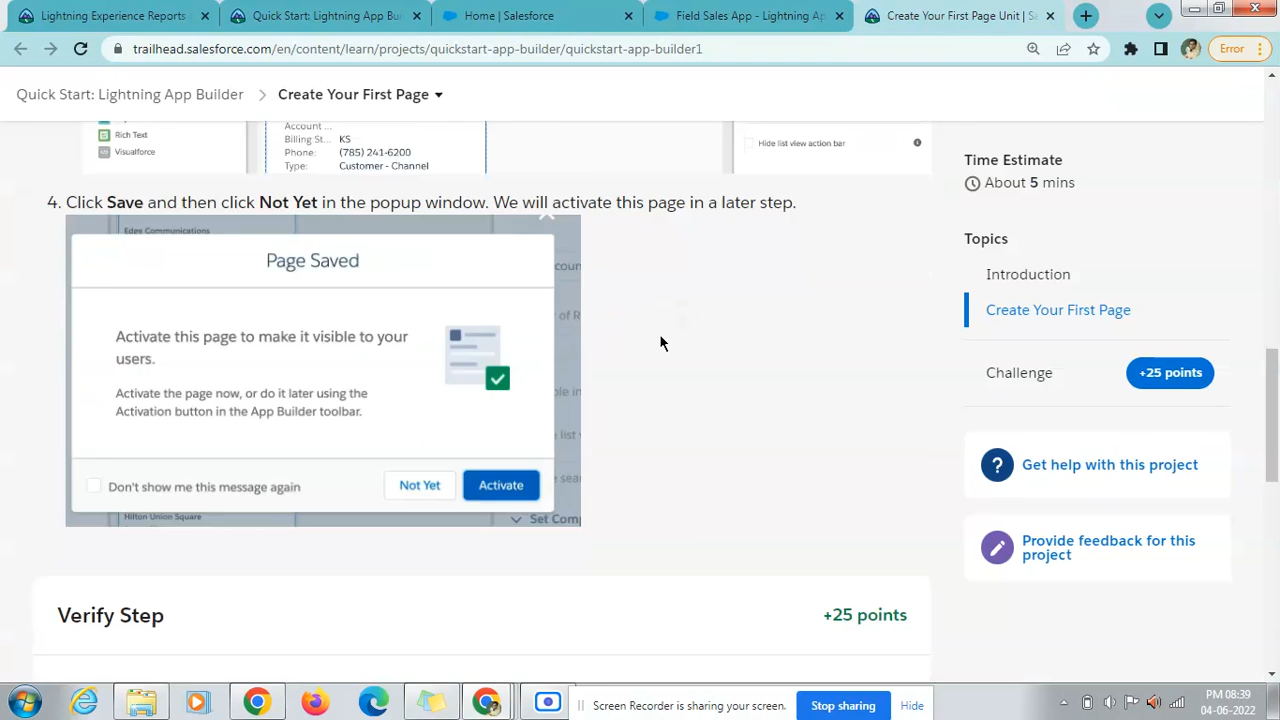 Lightning Experience Reports
Quick Start: Lightning App Bui
Home | Salesforce
Field Sales App - Lightning Ap
Create Your First Page Unit | Sa
trailhead.salesforce.com/en/content/learn/projects/quickstart-app-builder/quickstart-app-builder1
Error
Quick Start: Lightning App Builder > Create Your First Page
Rich Text
Visualforce
Account ...
Billing St... KS
Phone: (785) 241-6200
Type: Customer - Channel
Hide list view action bar
4. Click Save and then click Not Yet in the popup window. We will activate this page in a later step.
Edge Communications
Page Saved
Activate this page to make it visible to your
users.
Activate the page now, or do it later using the
Activation button in the App Builder toolbar.
Don't show me this message again
Not Yet
Activate
Hilton Union Square
Set Comp
Verify Step
+25 points
Time Estimate
About 5 mins
Topics
Introduction
Create Your First Page
Challenge
+25 points
Get help with this project
Provide feedback for this
project
Screen Recorder is sharing your screen.
Stop sharing
Hide
PM 08:39
04-06-2022